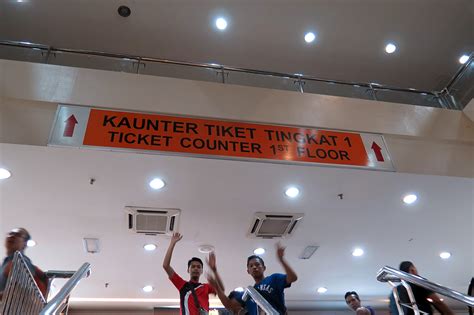 KAUNTER TIKET TINGKAT 1
TICKET COUNTER 1ST FLOOR